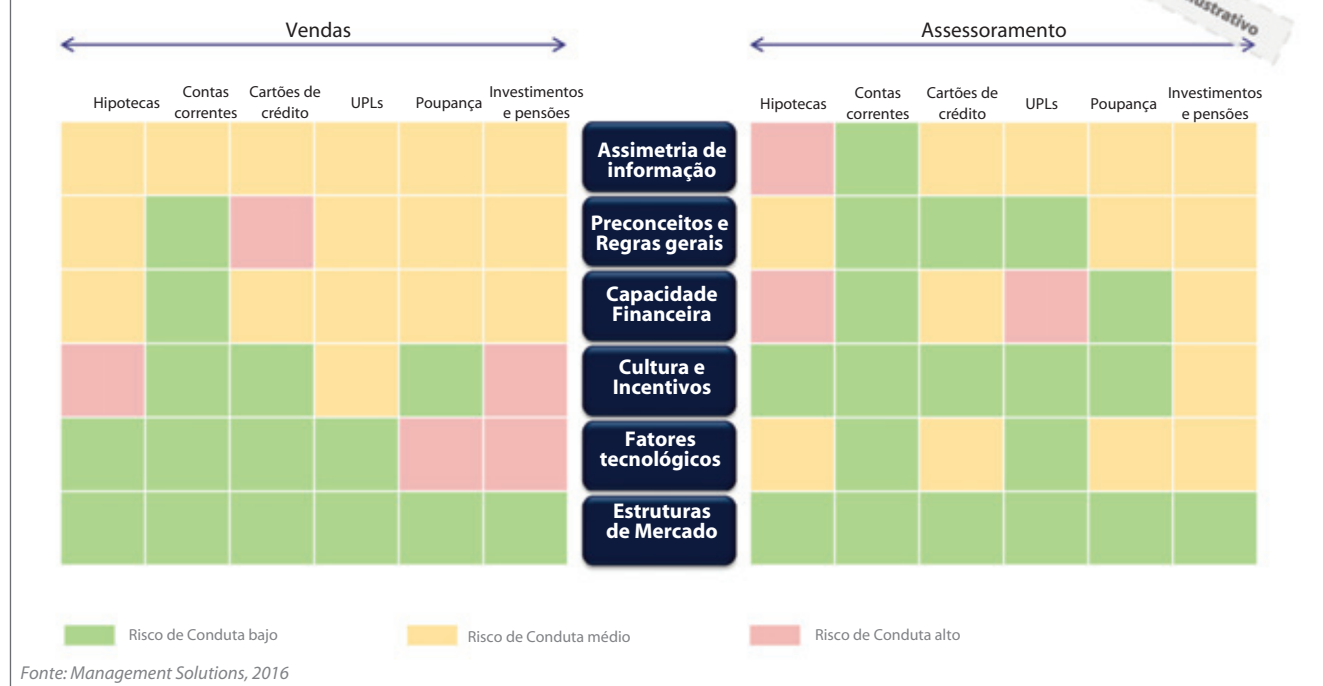 Vendas
Assessoramento
Hipotecas
Contas
correntes
Cartões de
crédito
UPLs
Poupança
Investimentos
e pensões
Hipotecas
Contas
correntes
Cartões de
crédito
UPLs
Poupança
Investimentos
e pensões
Assimetria de
informação
Preconceitos e
Regras gerais
Capacidade
Financeira
Cultura e
Incentivos
Fatores
tecnológicos
Estruturas
de Mercado
Risco de Conduta bajo
Risco de Conduta médio
Risco de Conduta alto
Fonte: Management Solutions, 2016